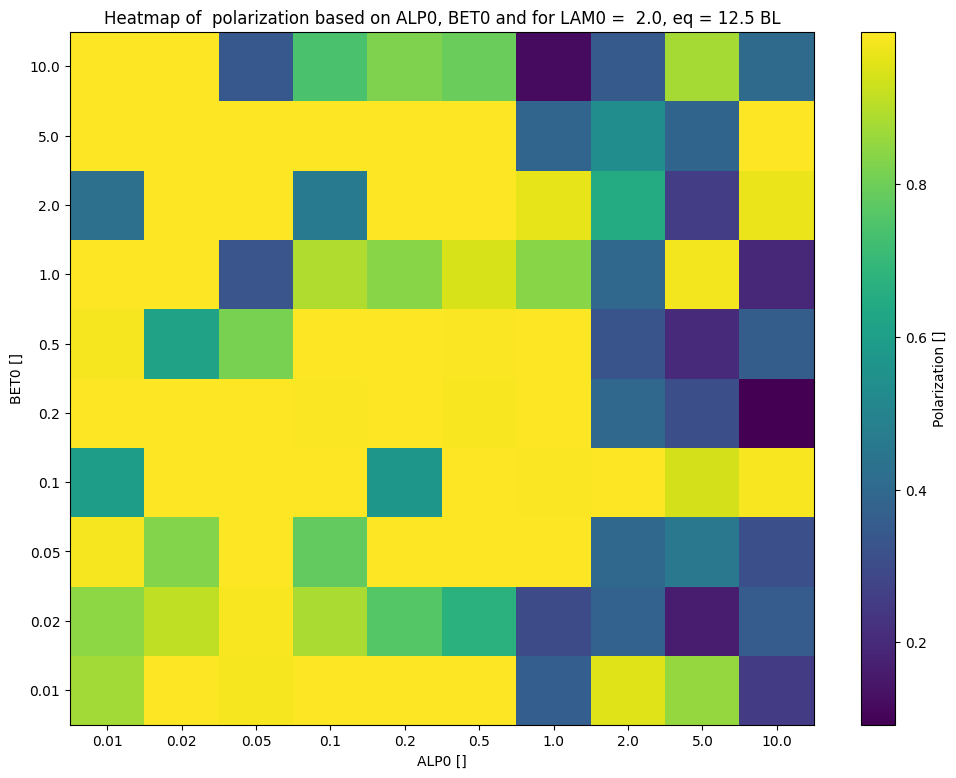 Heatmap of  polarization based on ALP0, BET0 and for LAM0 =  2.0, eq = 12.5 BL
10.0
5.0
2.0
1.0
0.5
0.2
0.1
0.05
0.02
0.01
BET0 []
0.01 0.02 0.05 0.1 0.2 0.5 1.0 2.0 5.0 10.0
ALP0 []
0.8
0.6
0.4
0.2
Polarization []